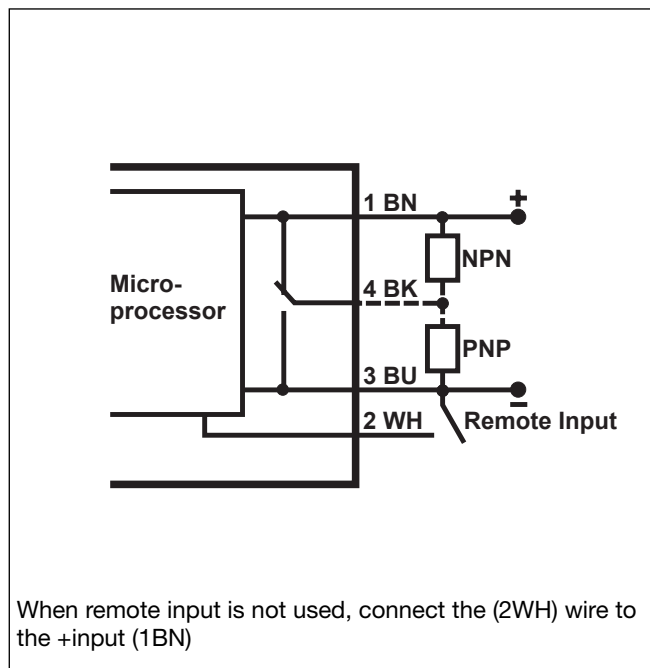 1 BN
+
NPN
Micro-
processor
4 BK
PNP
3 BU
–
2 WH
Remote Input
When remote input is not used, connect the (2WH) wire to
the +input (1BN)